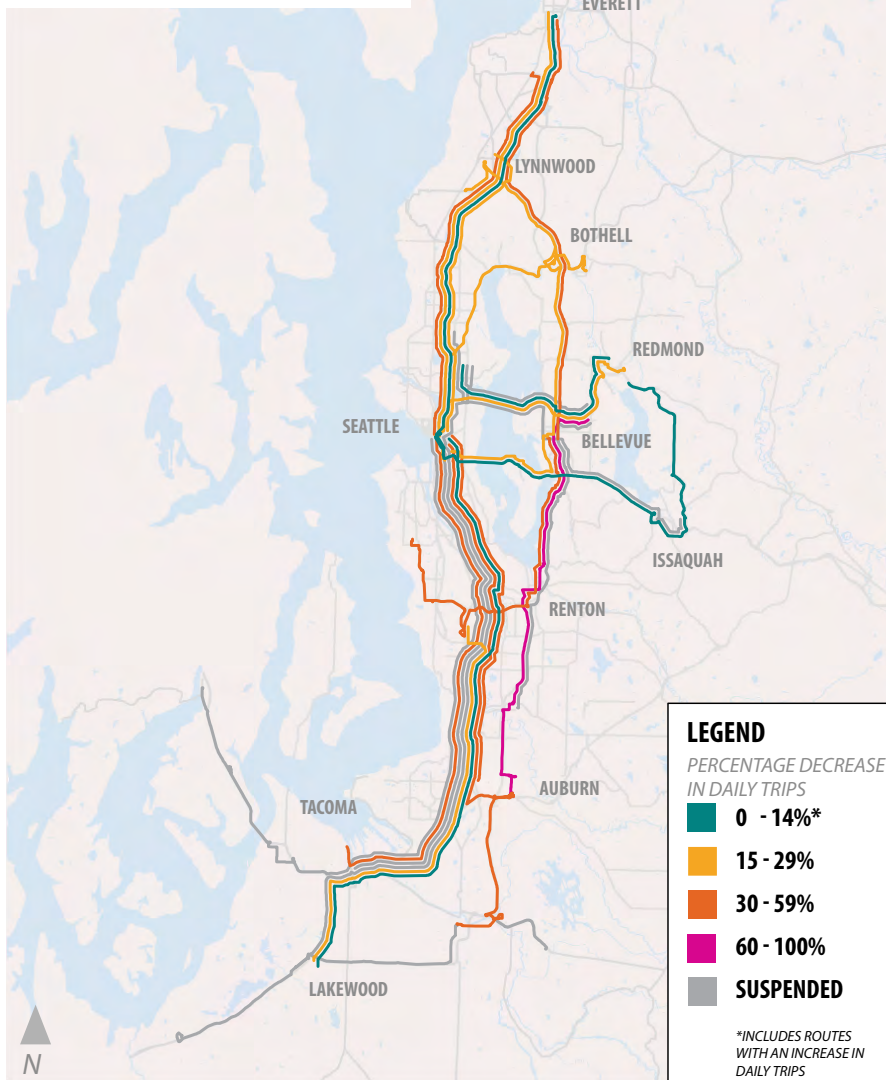 EVERETT
LYNNWOOD
BOTHELL
REDMOND
SEATTLE
BELLEVUE
ISSAQUAH
RENTON
AUBURN
TACOMA
LAKEWOOD
N
LEGEND
PERCENTAGE DECREASE
IN DAILY TRIPS
0 - 14%*
15 - 29%
30 - 59%
60 - 100%
SUSPENDED
*INCLUDES ROUTES
WITH AN INCREASE IN
DAILY TRIPS